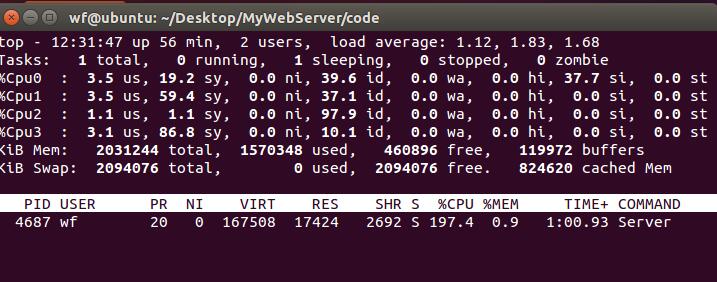 wf@ubuntu: ~/Desktop/MyWebServer/code
top - 12:31:47 up 56 min,  2 users,  load average: 1.12, 1.83, 1.68
Tasks:   1 total,   0 running,   1 sleeping,   0 stopped,   0 zombie
%Cpu0  :  3.5 us, 19.2 sy,  0.0 ni, 39.6 id,  0.0 wa,  0.0 hi, 37.7 si,  0.0 st
%Cpu1  :  3.5 us, 59.4 sy,  0.0 ni, 37.1 id,  0.0 wa,  0.0 hi,  0.0 si,  0.0 st
%Cpu2  :  1.1 us,  1.1 sy,  0.0 ni, 97.9 id,  0.0 wa,  0.0 hi,  0.0 si,  0.0 st
%Cpu3  :  3.1 us, 86.8 sy,  0.0 ni, 10.1 id,  0.0 wa,  0.0 hi,  0.0 si,  0.0 st
KiB Mem:   2031244 total,  1570348 used,   460896 free,   119972 buffers
KiB Swap:  2094076 total,        0 used,  2094076 free.   824620 cached Mem
PID USER      PR  NI    VIRT    RES    SHR S  %CPU %MEM     TIME+ COMMAND
4687 wf        20   0  167508  17424   2692 S 197.4  0.9   1:00.93 Server